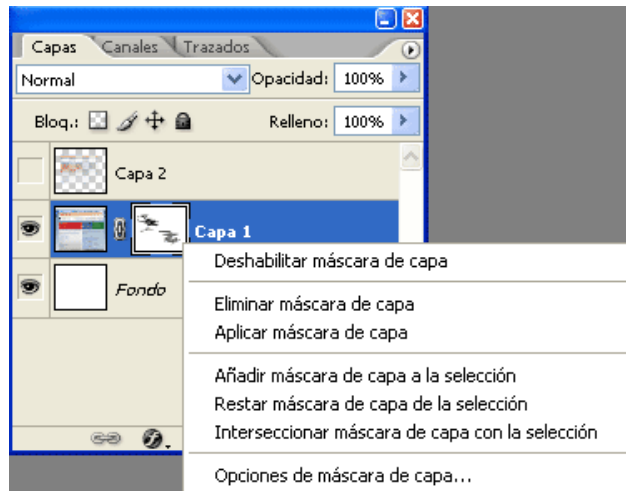 Capas Canales Trazados
Normal Opacidad: 100%
Bloq.: Relleno: 100%
Capa 2
Capa 1
Fondo
Deshabilitar máscara de capa
Eliminar máscara de capa
Aplicar máscara de capa
Añadir máscara de capa a la selección
Restar máscara de capa de la selección
Interseccionar máscara de capa con la selección
Opciones de máscara de capa...